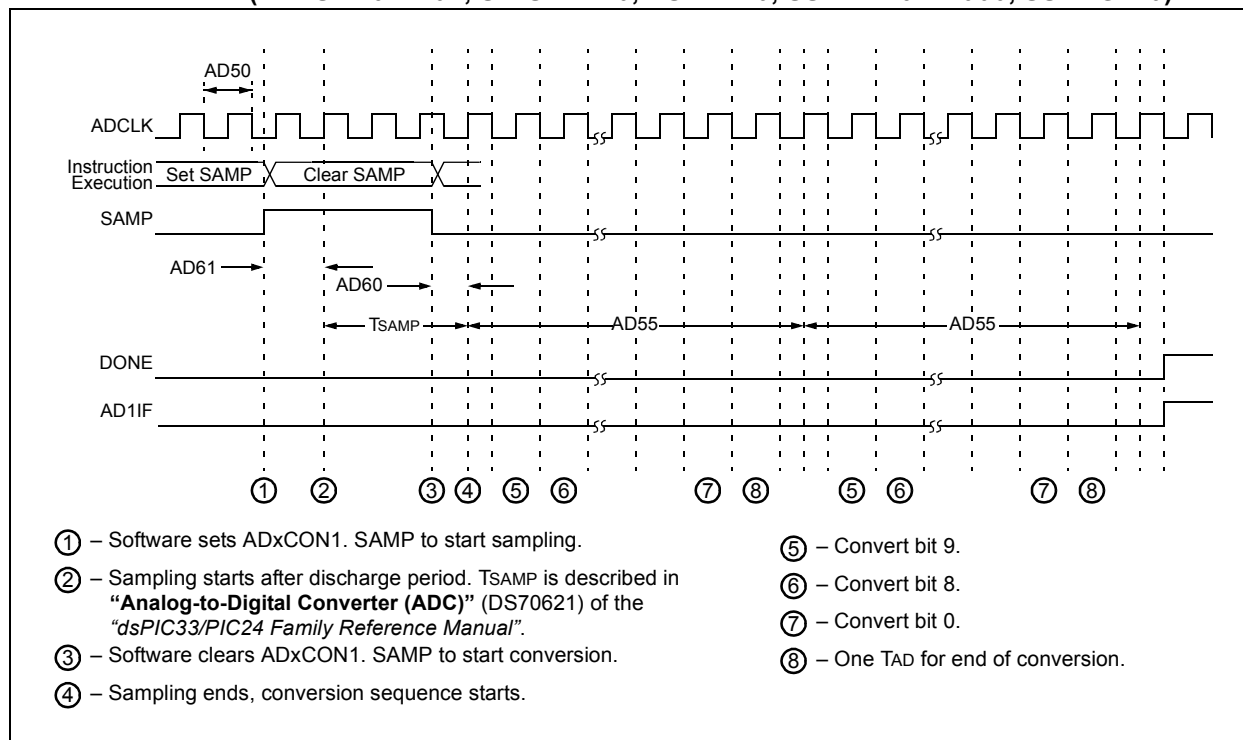 AD50
ADCLK
Instruction
Execution
Set SAMP
Clear SAMP
SAMP
AD61
AD60
TSAMP
AD55
AD55
DONE
AD1IF
1 2 3 4 5 6 7 8 5 6 7 8
1 – Software sets ADxCON1. SAMP to start sampling.
2 – Sampling starts after discharge period. TSAMP is described in
“Analog-to-Digital Converter (ADC)” (DS70621) of the
“dsPIC33/PIC24 Family Reference Manual”.
3 – Software clears ADxCON1. SAMP to start conversion.
4 – Sampling ends, conversion sequence starts.
5 – Convert bit 9.
6 – Convert bit 8.
7 – Convert bit 0.
8 – One TAD for end of conversion.